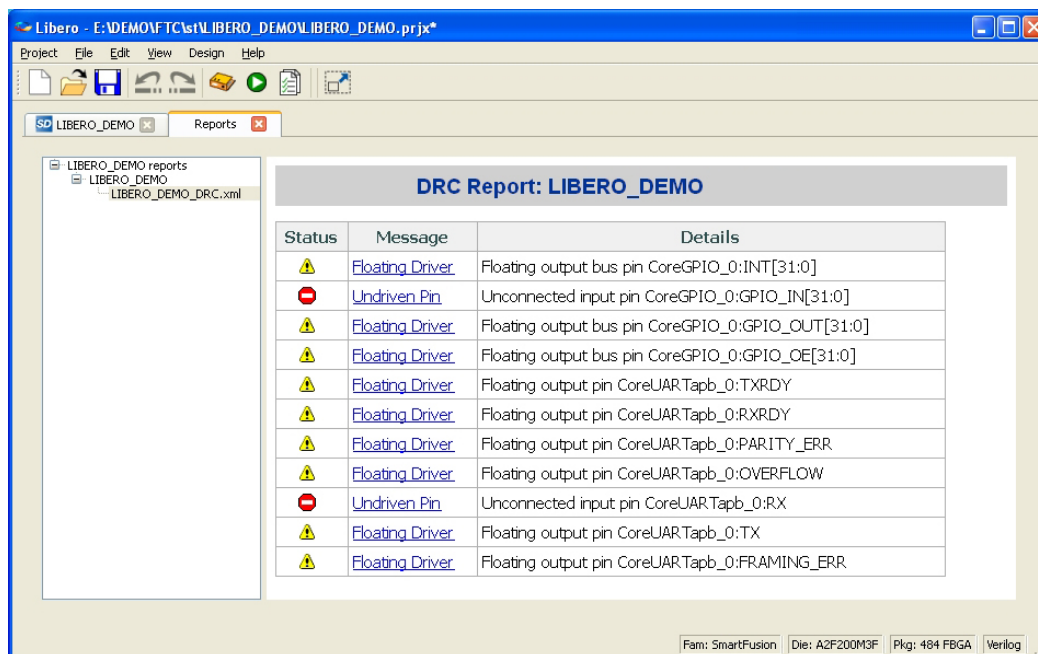 Libero - E:\DEMO\FTC\st\LIBERO_DEMO\LIBERO_DEMO.prjx*
Project File Edit View Design Help
SD LIBERO_DEMO Reports
LIBERO_DEMO reports
LIBERO_DEMO
LIBERO_DEMO_DRC.xml
DRC Report: LIBERO_DEMO
Status Message Details
Floating Driver Floating output bus pin CoreGPIO_0:INT[31:0]
Undriven Pin Unconnected input pin CoreGPIO_0:GPIO_IN[31:0]
Floating Driver Floating output bus pin CoreGPIO_0:GPIO_OUT[31:0]
Floating Driver Floating output bus pin CoreGPIO_0:GPIO_OE[31:0]
Floating Driver Floating output pin CoreUARTapb_0:TXRDY
Floating Driver Floating output pin CoreUARTapb_0:RXRDY
Floating Driver Floating output pin CoreUARTapb_0:PARITY_ERR
Floating Driver Floating output pin CoreUARTapb_0:OVERFLOW
Undriven Pin Unconnected input pin CoreUARTapb_0:RX
Floating Driver Floating output pin CoreUARTapb_0:TX
Floating Driver Floating output pin CoreUARTapb_0:FRAMING_ERR
Fam: SmartFusion Die: A2F200M3F Pkg: 484 FBGA Verilog